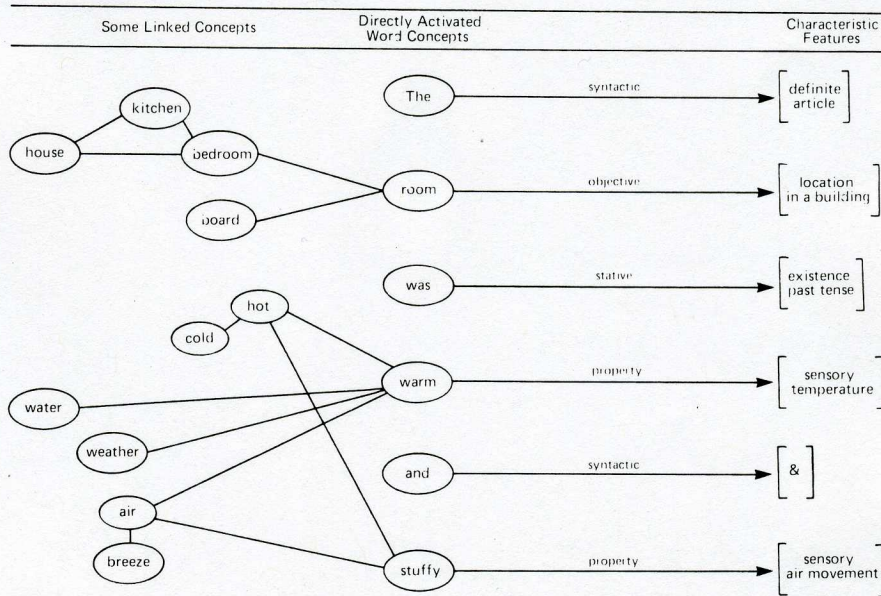 Some Linked Concepts
Directly Activated
Word Concepts
Characteristic
Features
The
syntactic
definite
article
kitchen
house
bedroom
room
objective
location
in a building
board
was
stative
existence
past tense
hot
cold
warm
property
sensory
temperature
water
weather
and
syntactic
&
air
breeze
stuffy
property
sensory
air movement